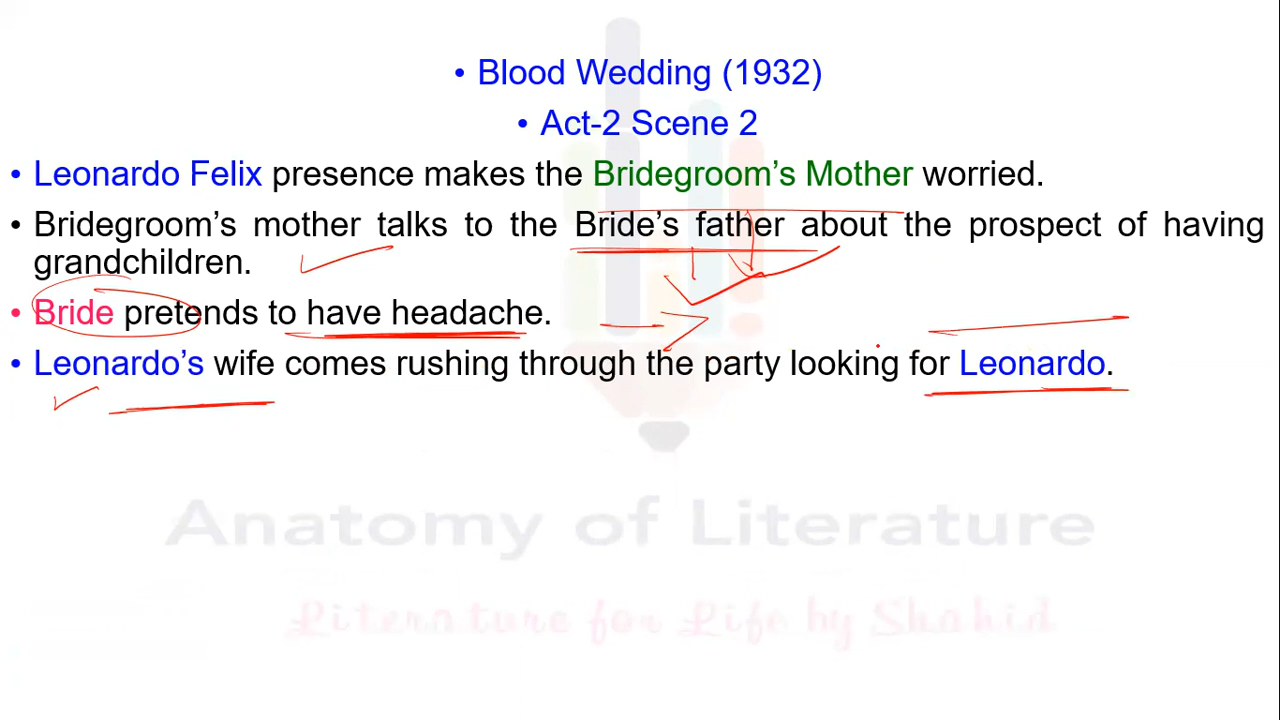 • Blood Wedding (1932)
• Act-2 Scene 2
• Leonardo Felix presence makes the Bridegroom's Mother worried.
• Bridegroom's mother talks to the Bride's father about the prospect of having
grandchildren.
• Bride pretends to have headache.
• Leonardo's wife comes rushing through the party looking for Leonardo.
Anatomy of Literature
Literature for Life by Shahid